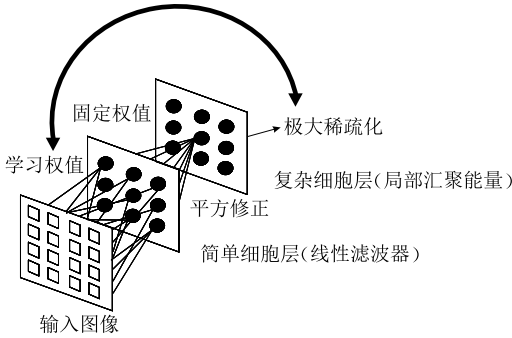 固定权值
极大稀疏化
学习权值
复杂细胞层(局部汇聚能量)
平方修正
简单细胞层(线性滤波器)
输入图像